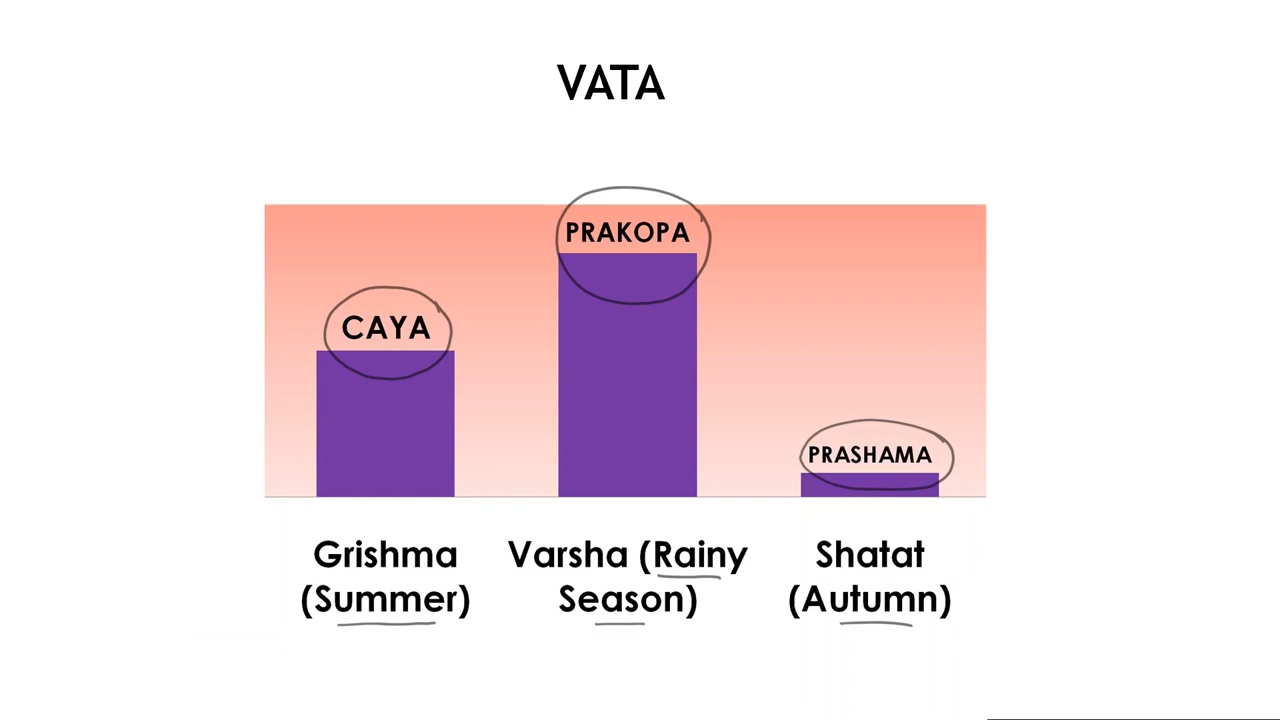 VATA
PRAKOPA
CAYA
PRASHAMA
Grishma
(Summer)
Varsha (Rainy
Season)
Shatat
(Autumn)